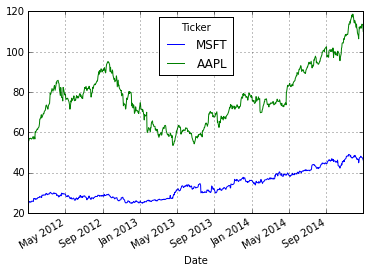 120
100
80
60
40
20
Ticker
MSFT
AAPL
May 2012
Sep 2012
Jan 2013
May 2013
Sep 2013
Jan 2014
May 2014
Sep 2014
Date